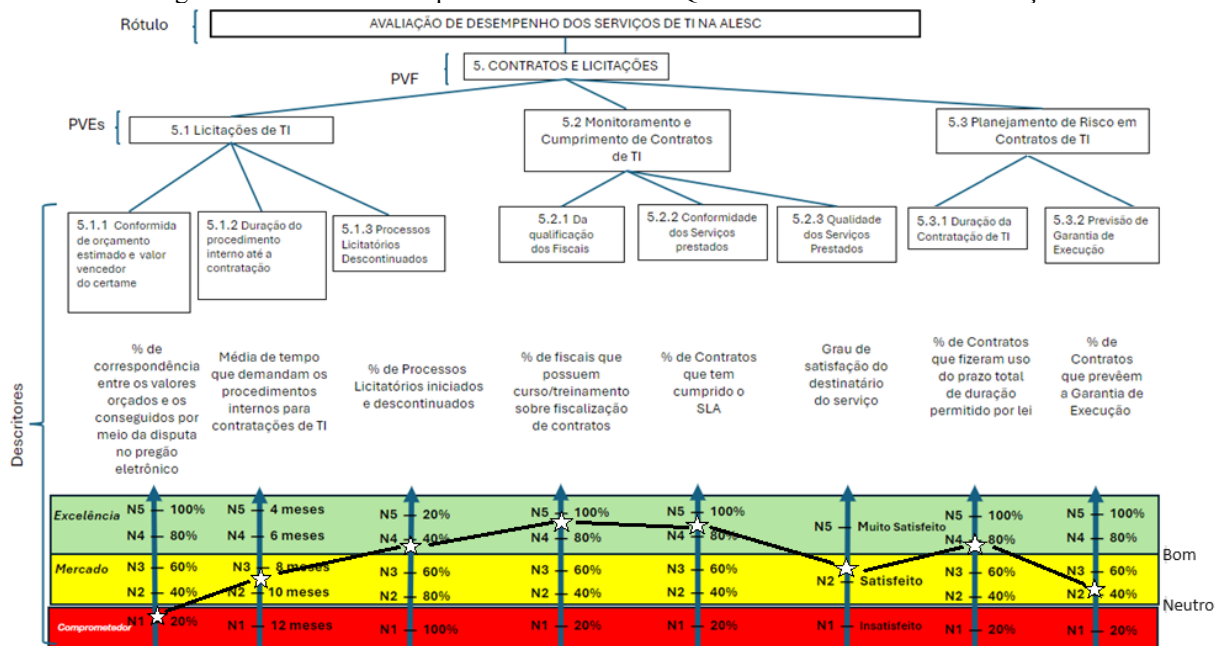 Rótulo
AVALIAÇÃO DE DESEMPENHO DOS SERVIÇOS DE TI NA ALESC
PVF
5. CONTRATOS E LICITAÇÕES
PVEs
5.1 Licitações de TI
5.2 Monitoramento e
Cumprimento de Contratos
de TI
5.3 Planejamento de Risco em
Contratos de TI
Descritores
5.1.1 Conformida
de orçamento
estimado e valor
vencedor
do certame
5.1.2 Duração do
procedimento
interno até a
contratação
5.1.3 Processos
Licitatórios
Descontinuados
5.2.1 Da
qualificação
dos Fiscais
5.2.2 Conformidade
dos Serviços
prestados
5.2.3 Qualidade
dos Serviços
Prestados
5.3.1 Duração da
Contratação de TI
5.3.2 Previsão de
Garantia de
Execução
% de
correspondência
entre os valores
orçados e os
conseguidos por
meio da disputa
no pregão
eletrônico
Média de tempo
que demandam os
procedimentos
internos para
contratações de TI
% de Processos
Licitatórios iniciados
e descontinuados
% de fiscais que
possuem
curso/treinamento
sobre fiscalização
de contratos
% de Contratos
que tem
cumprido o
SLA
Grau de
satisfação do
destinatário
do serviço
% de Contratos
que fizeram uso
do prazo total
de duração
permitido por lei
% de
Contratos
que prevêem
a Garantia de
Execução
Excelência
Mercado
Comprometedor
N5 100%
N4 80%
N3 60%
N2 40%
N1 20%
N5 4 meses
N4 6 meses
N3 8 meses
N2 10 meses
N1 12 meses
N5 20%
N4 40%
N3 60%
N2 80%
N1 100%
N5 100%
N4 80%
N3 60%
N2 40%
N1 20%
N5 100%
N4 80%
N3 60%
N2 40%
N1 20%
N5 Muito Satisfeito
N2 Satisfeito
N1 Insatisfeito
N5 100%
N4 80%
N3 60%
N2 40%
N1 20%
N5 100%
N4 80%
N3 60%
N2 40%
N1 20%
Bom
Neutro